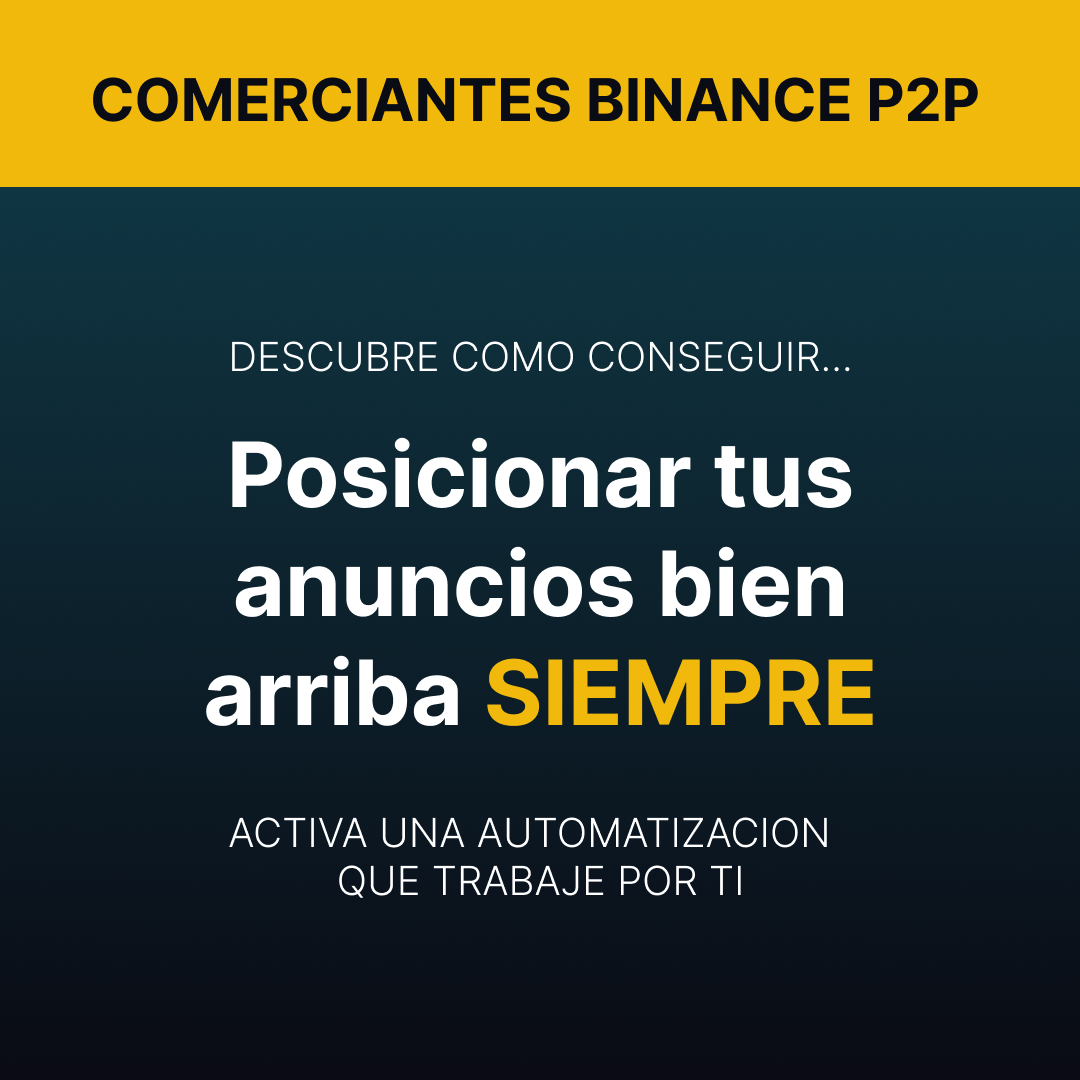 COMERCIANTES BINANCE P2P
DESCUBRE COMO CONSEGUIR...
Posicionar tus
anuncios bien
arriba SIEMPRE
ACTIVA UNA AUTOMATIZACION
QUE TRABAJE POR TI